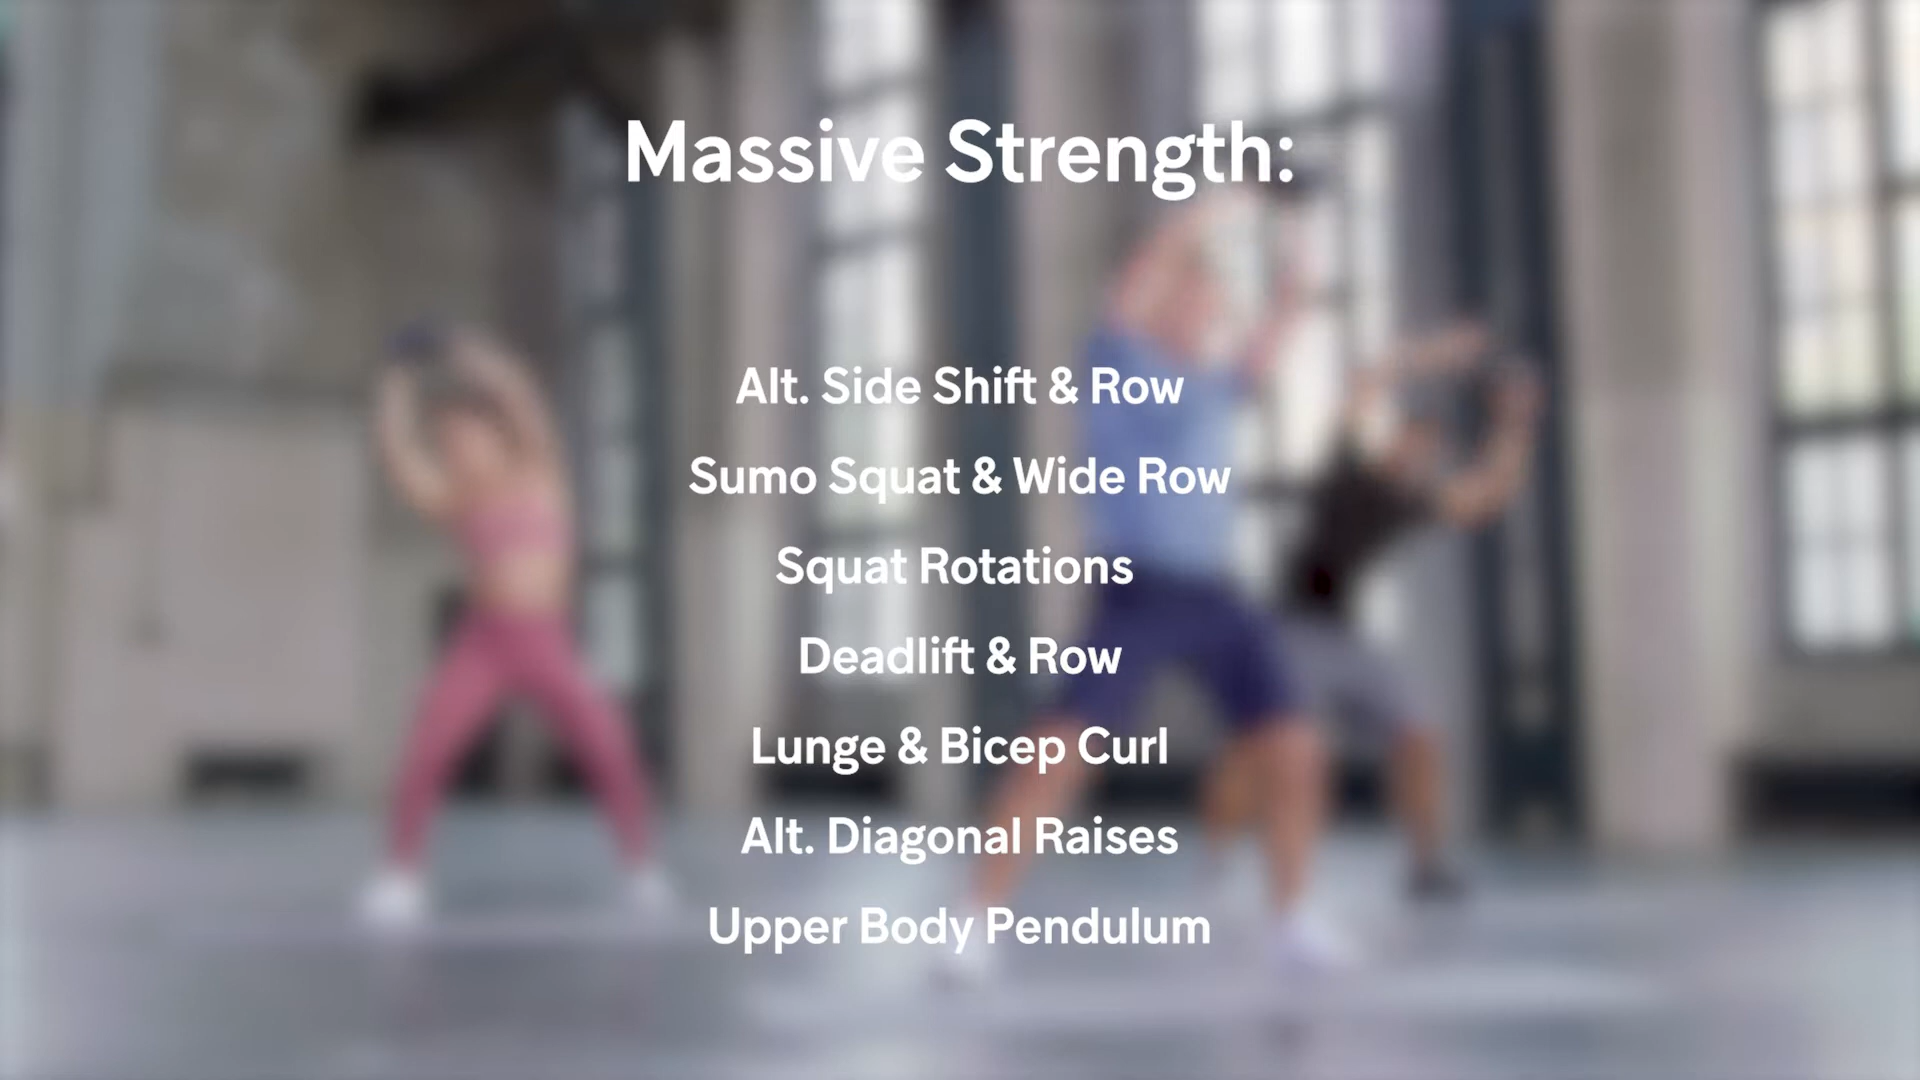 Massive Strength:
Alt. Side Shift & Row
Sumo Squat & Wide Row
Squat Rotations
Deadlift & Row
Lunge & Bicep Curl
Alt. Diagonal Raises
Upper Body Pendulum